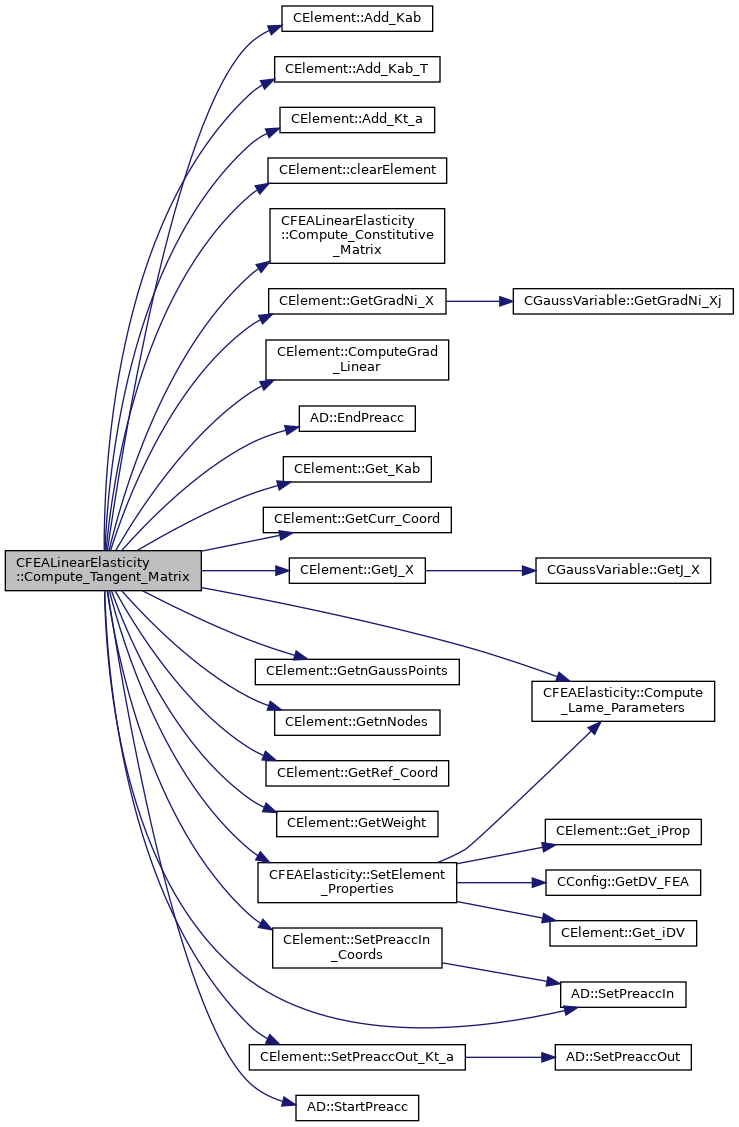 CElement::Add_Kab
CElement::Add_Kab_T
CElement::Add_Kt_a
CElement::clearElement
CFEALinearElasticity
::Compute_Constitutive
_Matrix
CElement::GetGradNi_X
CGaussVariable::GetGradNi_Xj
CElement::ComputeGrad
_Linear
AD::EndPreacc
CElement::Get_Kab
CElement::GetCurr_Coord
CFEALinearElasticity
::Compute_Tangent_Matrix
CElement::GetJ_X
CGaussVariable::GetJ_X
CElement::GetnGaussPoints
CFEAElasticity::Compute
_Lame_Parameters
CElement::GetnNodes
CElement::GetRef_Coord
CElement::GetWeight
CElement::Get_iProp
CFEAElasticity::SetElement
_Properties
CConfig::GetDV_FEA
CElement::Get_iDV
CElement::SetPreaccIn
_Coords
AD::SetPreaccIn
CElement::SetPreaccOut_Kt_a
AD::SetPreaccOut
AD::StartPreacc